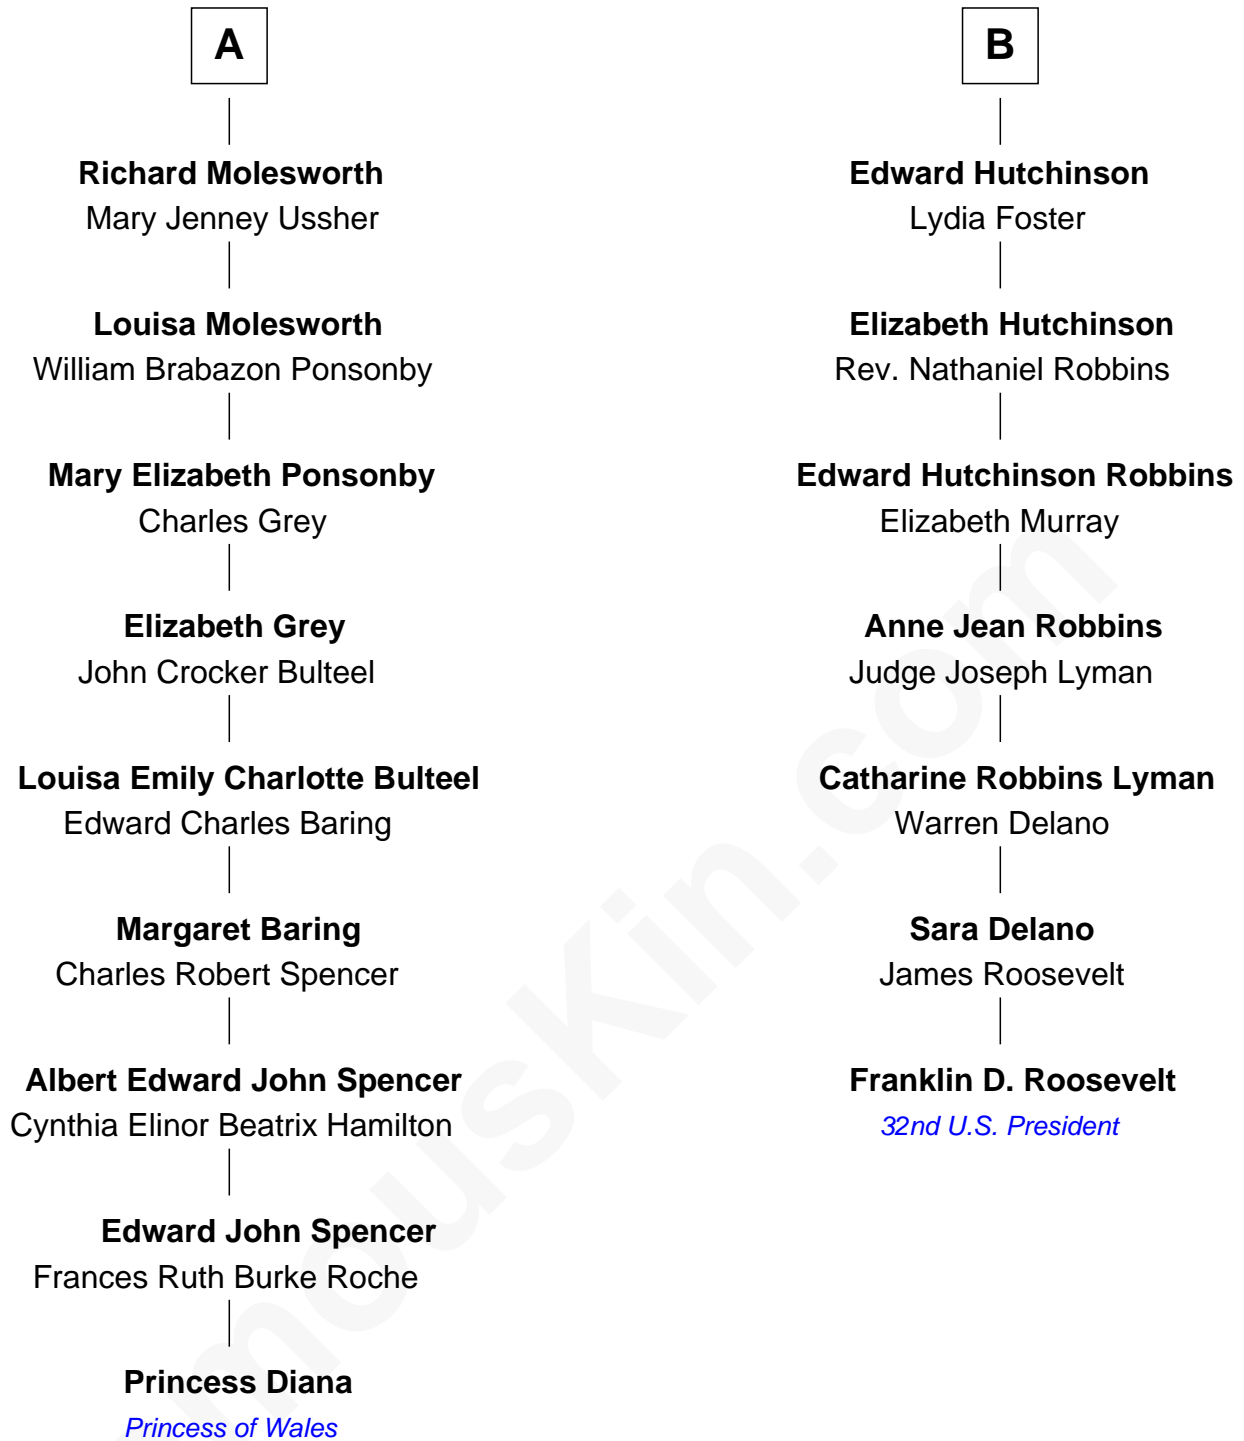 A
Richard Molesworth
Mary Jenney Ussher
Louisa Molesworth
William Brabazon Ponsonby
Mary Elizabeth Ponsonby
Charles Grey
Elizabeth Grey
John Crocker Bulteel
Louisa Emily Charlotte Bulteel
Edward Charles Baring
Margaret Baring
Charles Robert Spencer
Albert Edward John Spencer
Cynthia Elinor Beatrix Hamilton
Edward John Spencer
Frances Ruth Burke Roche
Princess Diana
Princess of Wales
B
Edward Hutchinson
Lydia Foster
Elizabeth Hutchinson
Rev. Nathaniel Robbins
Edward Hutchinson Robbins
Elizabeth Murray
Anne Jean Robbins
Judge Joseph Lyman
Catharine Robbins Lyman
Warren Delano
Sara Delano
James Roosevelt
Franklin D. Roosevelt
32nd U.S. President
mousKin.com